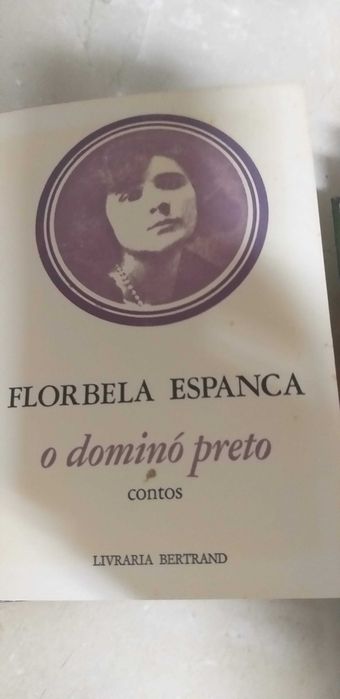 FLORBELA ESPANCA
o dominó preto
contos
LIVRARIA BERTRAND